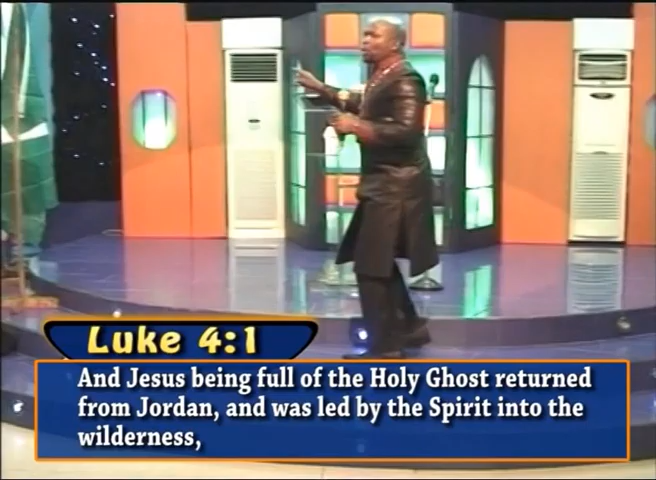 Luke 4:1
And Jesus being full of the Holy Ghost returned
from Jordan, and was led by the Spirit into the
wilderness,